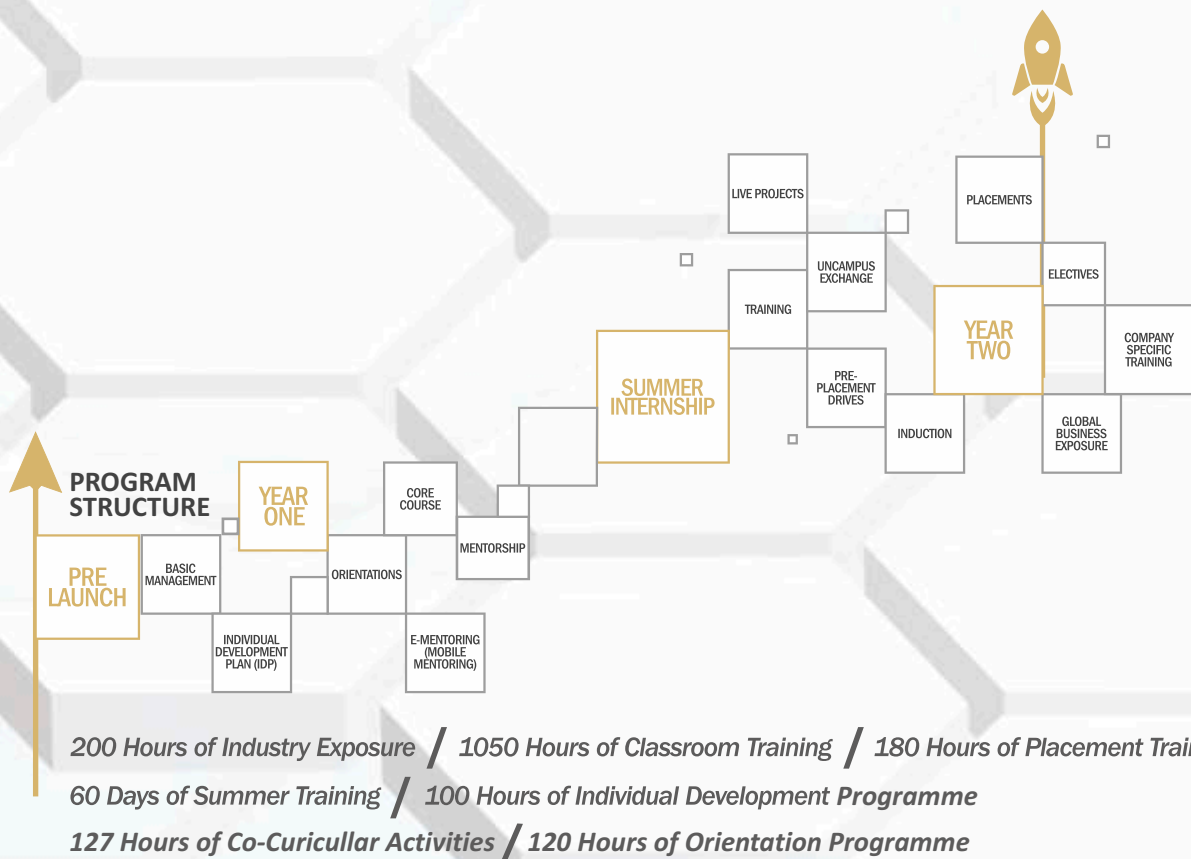 PROGRAM
STRUCTURE
PRE
LAUNCH
BASIC
MANAGEMENT
INDIVIDUAL
DEVELOPMENT
PLAN (IDP)
YEAR
ONE
ORIENTATIONS
CORE
COURSE
E-MENTORING
(MOBILE
MENTORING)
MENTORSHIP
SUMMER
INTERNSHIP
LIVE PROJECTS
TRAINING
UNCAMPUS
EXCHANGE
PRE-
PLACEMENT
DRIVES
INDUCTION
YEAR
TWO
PLACEMENTS
ELECTIVES
COMPANY
SPECIFIC
TRAINING
GLOBAL
BUSINESS
EXPOSURE
200 Hours of Industry Exposure / 1050 Hours of Classroom Training / 180 Hours of Placement
60 Days of Summer Training / 100 Hours of Individual Development Programme
127 Hours of Co-Curicullar Activities / 120 Hours of Orientation Programme